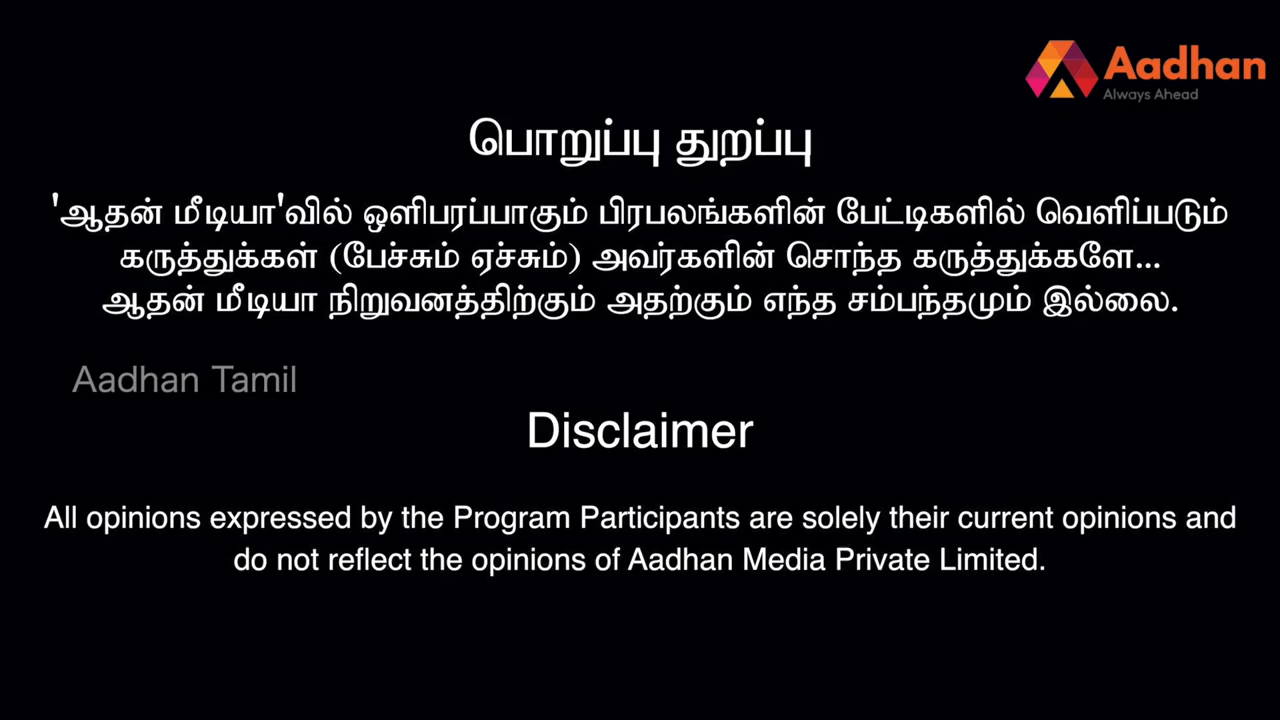 Aadhan
Always Ahead
பொறுப்பு துறப்பு
'ஆதன் மீடியா'வில் ஒளிபரப்பாகும் பிரபலங்களின் பேட்டிகளில் வெளிப்படும்
கருத்துக்கள் (பேச்சும் ஏச்சும்) அவர்களின் சொந்த கருத்துக்களே...
ஆதன் மீடியா நிறுவனத்திற்கும் அதற்கும் எந்த சம்பந்தமும் இல்லை.
Aadhan Tamil
Disclaimer
All opinions expressed by the Program Participants are solely their current opinions and
do not reflect the opinions of Aadhan Media Private Limited.